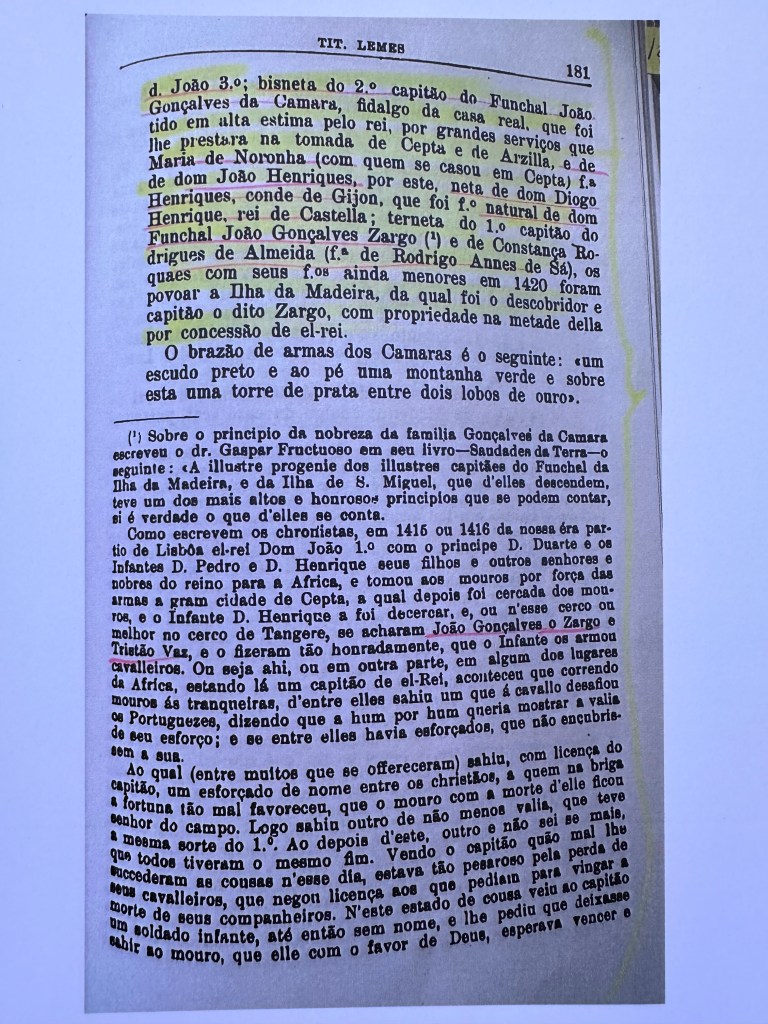 TIT. LEMES
181
d. João 3.º; bisneta do 2.º capitão do Funchal João
Gonçalves da Camara, fidalgo da casa real, que foi
tido em alta estima pelo rei, por grandes serviços que
lhe prestára na tomada de Cepta e de Arzilla, e de
Maria de Noronha (com quem se casou em Cepta) f.ª
de dom João Henriques, por este, neta de dom Diogo
Henriques, conde de Gijon, que foi f.º natural de dom
Henrique, rei de Castella; terneta do 1.º capitão do
Funchal João Gonçalves Zargo (¹) e de Constança Ro-
drigues de Almeida (f.ª de Rodrigo Annes de Sá), os
quaes com seus f.os ainda menores em 1420 foram
povoar a Ilha da Madeira, da qual foi o descobridor e
capitão o dito Zargo, com propriedade na metade della
por concessão de el-rei.
O brazão de armas dos Camaras é o seguinte: «um
escudo preto e ao pé uma montanha verde e sobre
esta uma torre de prata entre dois lobos de ouro».
(¹) Sobre o principio da nobreza da familia Gonçalves da Camara
escreveu o dr. Gaspar Fructuoso em seu livro—Saudades da Terra—o
seguinte: «A illustre progenie dos illustres capitães do Funchal da
Ilha da Madeira, e da Ilha de S. Miguel, que d'elles descendem,
teve um dos mais altos e honrosos principios que se podem contar,
si é verdade o que d'elles se conta.
Como escrevem os chronistas, em 1415 ou 1416 da nossa éra par-
tio de Lisbôa el-rei Dom João 1.º com o principe D. Duarte e os
Infantes D. Pedro e D. Henrique seus filhos e outros senhores e
nobres do reino para a Africa, e tomou aos mouros por força das
armas a gram cidade de Cepta, a qual depois foi cercada dos mou-
ros, e o Infante D. Henrique a foi decercar, e, ou n'esse cerco ou
melhor no cerco de Tangere, se acharam João Gonçalves o Zargo e
Tristão Vaz, e o fizeram tão honradamente, que o Infante os armou
cavalleiros. Ou seja ahi, ou em outra parte, em algum dos lugares
da Africa, estando lá um capitão de el-Rei, aconteceu que correndo
mouros ás tranqueiras, d'entre elles sahiu um que á cavallo desafiou
os Portuguezes, dizendo que a hum por hum queria mostrar a valia
de seu esforço; e se entre elles havia esforçados, que não encubris-
sem a sua.
Ao qual (entre muitos que se offereceram) sahiu, com licença do
capitão, um esforçado de nome entre os christãos, a quem na briga
a fortuna tão mal favoreceu, que o mouro com a morte d'elle ficou
senhor do campo. Logo sahiu outro de não menos valia, que teve
a mesma sorte do 1.º. Ao depois d'este, outro e não sei se mais,
que todos tiveram o mesmo fim. Vendo o capitão quão mal lhe
succederam as cousas n'esse dia, estava tão pesaroso pela perda de
seus cavalleiros, que negou licença aos que pediam para vingar a
morte de seus companheiros. N'este estado de cousa veiu ao capitão
um soldado infante, até então sem nome, e lhe pediu que deixasse
sahir ao mouro, que elle com o favor de Deus, esperava vencer e